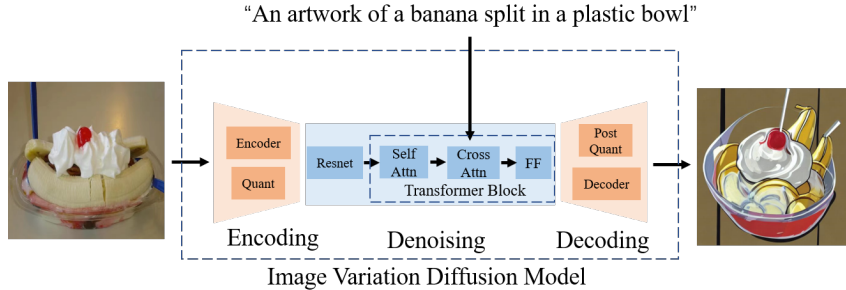 “An artwork of a banana split in a plastic bowl”
Encoder
Quant
Resnet
Self
Attn
Cross
Attn
FF
Transformer Block
Post
Quant
Decoder
Encoding
Denoising
Decoding
Image Variation Diffusion Model